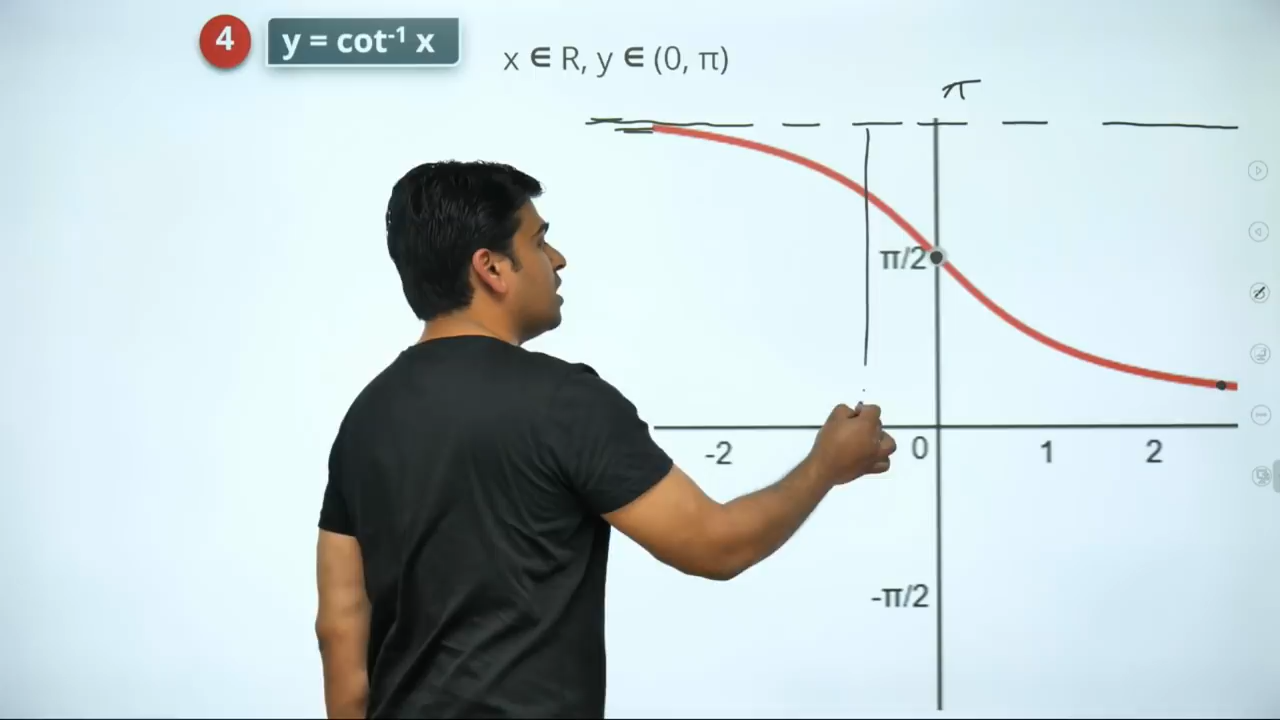 4 y = cot⁻¹ x
x ∈ R, y ∈ (0, π)
π
π/2
-2 0 1 2
-π/2